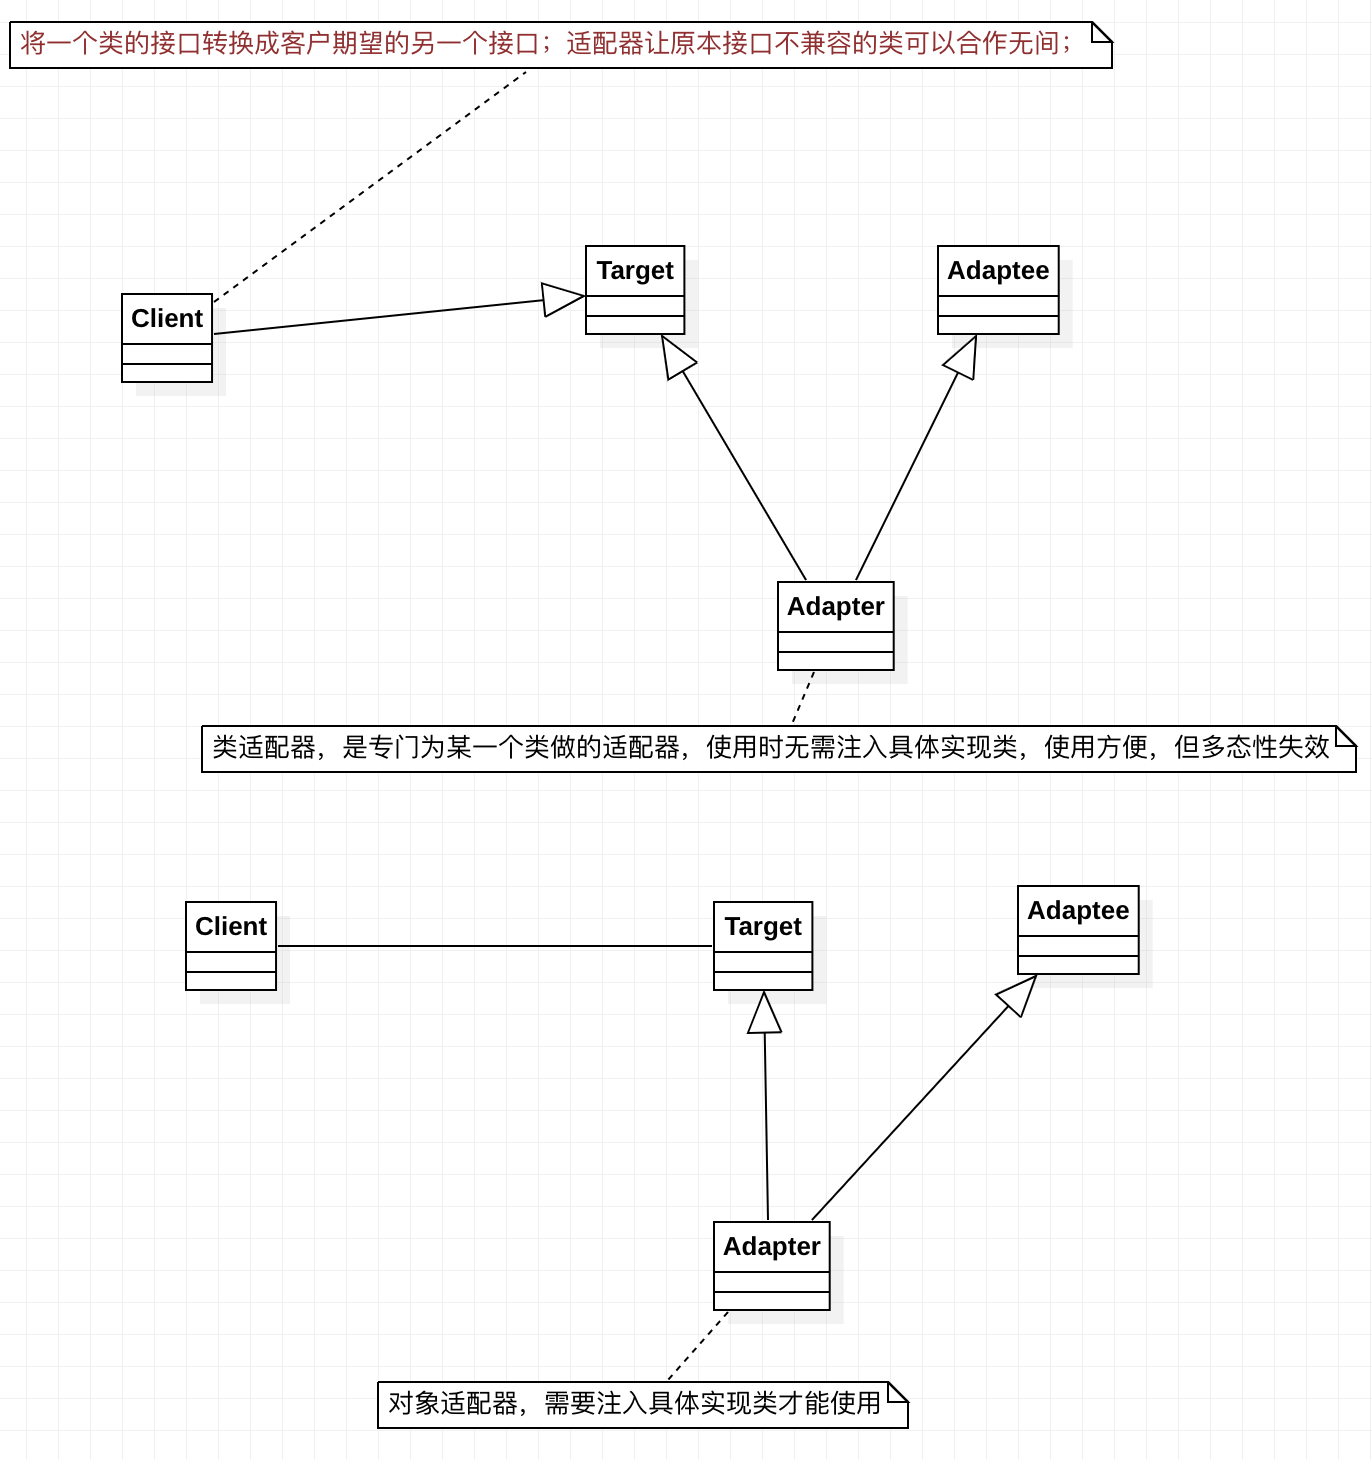 将一个类的接口转换成客户期望的另一个接口；适配器让原本接口不兼容的类可以合作无间；
Target
Adaptee
Client
Adapter
类适配器，是专门为某一个类做的适配器，使用时无需注入具体实现类，使用方便，但多态性失效
Client
Target
Adaptee
Adapter
对象适配器，需要注入具体实现类才能使用